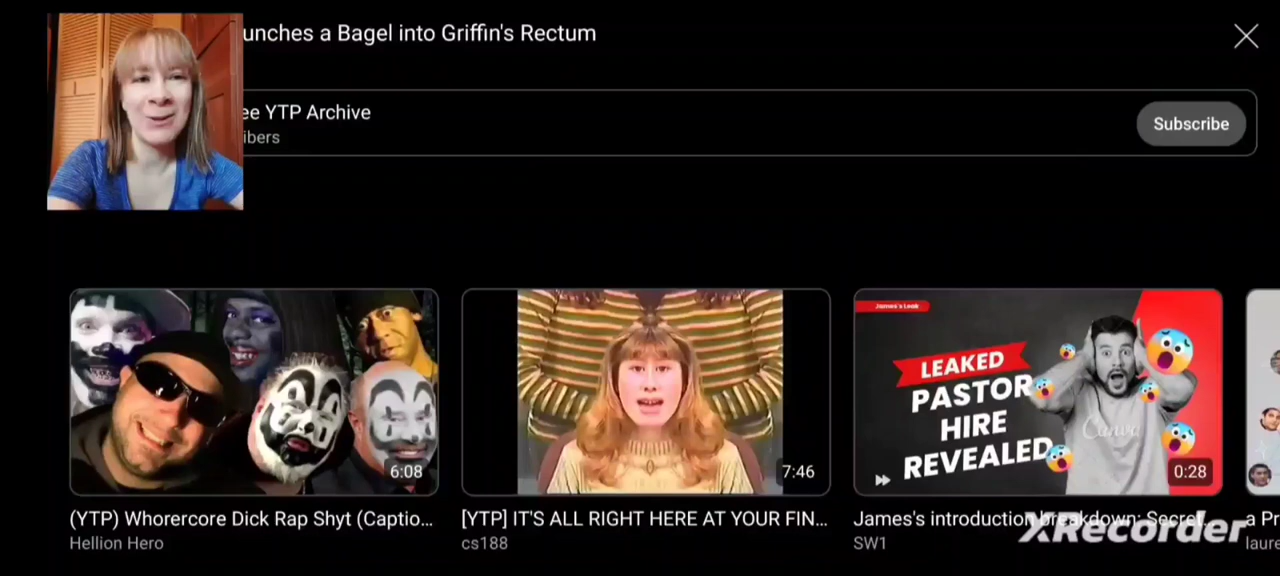 unches a Bagel into Griffin's Rectum
ee YTP Archive
ibers
Subscribe
James's Look
LEAKED
PASTOR
HIRE
REVEALED
Canva
6:08
7:46
0:28
(YTP) Whorercore Dick Rap Shyt (Captio...
[YTP] IT'S ALL RIGHT HERE AT YOUR FIN...
James's introduction breakdown: Secret...
a Pr
Hellion Hero
cs188
SW1
laure
XRecorder